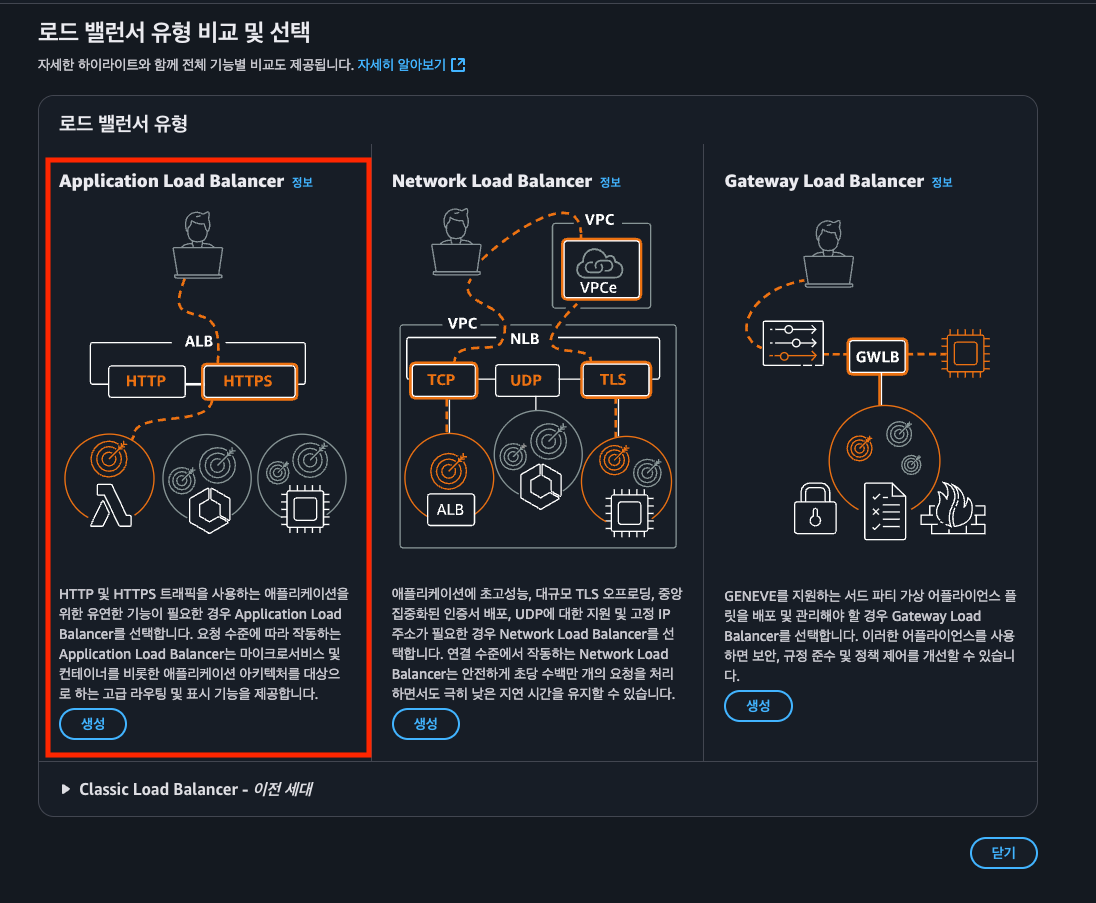 로드 밸런서 유형 비교 및 선택
자세한 하이라이트와 함께 전체 기능별 비교도 제공됩니다. 자세히 알아보기
로드 밸런서 유형
Application Load Balancer 정보
ALB
HTTP
HTTPS
HTTP 및 HTTPS 트래픽을 사용하는 애플리케이션을
위한 유연한 기능이 필요한 경우 Application Load
Balancer를 선택합니다. 요청 수준에 따라 작동하는
Application Load Balancer는 마이크로서비스 및
컨테이너를 비롯한 애플리케이션 아키텍처를 대상으
로 하는 고급 라우팅 및 표시 기능을 제공합니다.
생성
Network Load Balancer 정보
VPC
VPCe
VPC
NLB
TCP
UDP
TLS
ALB
애플리케이션에 초고성능, 대규모 TLS 오프로딩, 중앙
집중화된 인증서 배포, UDP에 대한 지원 및 고정 IP
주소가 필요한 경우 Network Load Balancer를 선
택합니다. 연결 수준에서 작동하는 Network Load
Balancer는 안전하게 초당 수백만 개의 요청을 처리
하면서도 극히 낮은 지연 시간을 유지할 수 있습니다.
생성
Gateway Load Balancer 정보
GWLB
GENEVE를 지원하는 서드 파티 가상 어플라이언스 플
릿을 배포 및 관리해야 할 경우 Gateway Load
Balancer를 선택합니다. 이러한 어플라이언스를 사용
하면 보안, 규정 준수 및 정책 제어를 개선할 수 있습니
다.
생성
Classic Load Balancer - 이전 세대
닫기